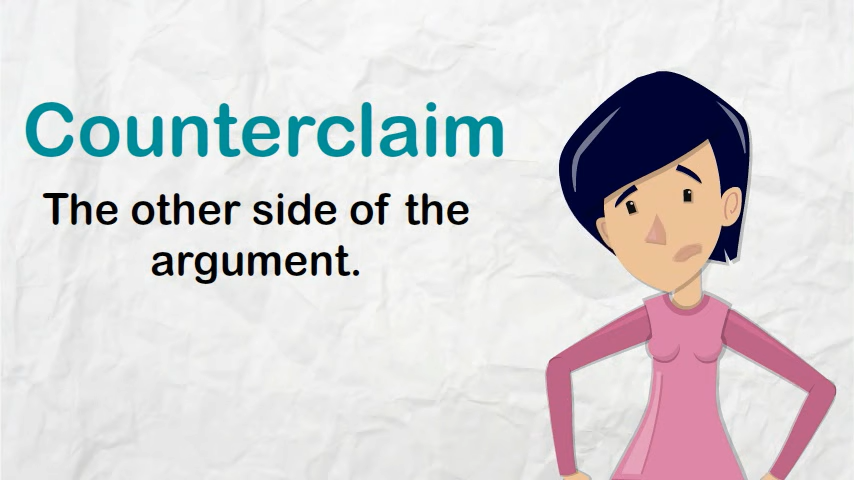 Counterclaim
The other side of the
argument.